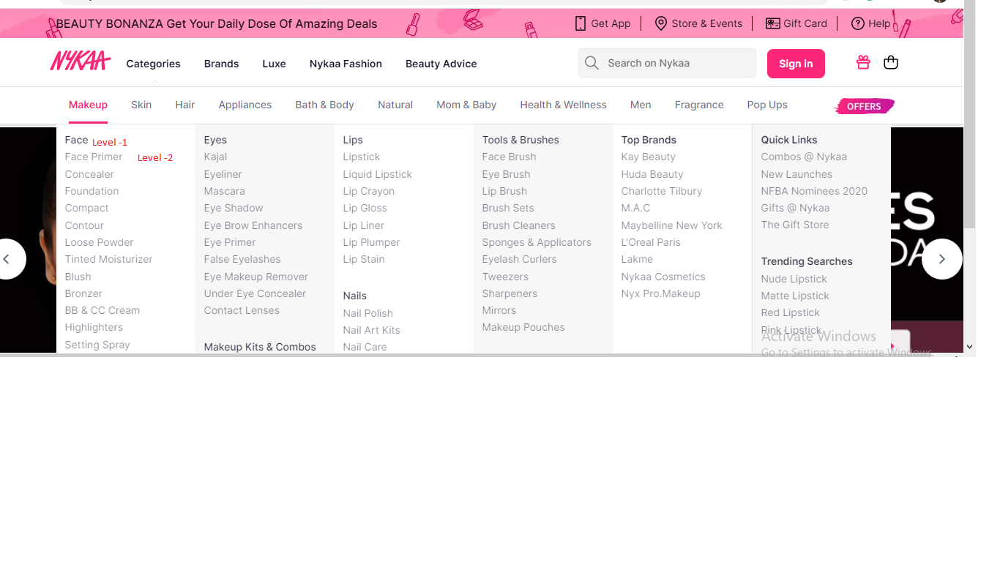 BEAUTY BONANZA Get Your Daily Dose Of Amazing Deals
Get App
Store & Events
Gift Card
Help
NYKAA
Categories
Brands
Luxe
Nykaa Fashion
Beauty Advice
Search on Nykaa
Sign in
Makeup
Skin
Hair
Appliances
Bath & Body
Natural
Mom & Baby
Health & Wellness
Men
Fragrance
Pop Ups
OFFERS
Face
Level -1
Face Primer
Level -2
Concealer
Foundation
Compact
Contour
Loose Powder
Tinted Moisturizer
Blush
Bronzer
BB & CC Cream
Highlighters
Setting Spray
Eyes
Kajal
Eyeliner
Mascara
Eye Shadow
Eye Brow Enhancers
Eye Primer
False Eyelashes
Eye Makeup Remover
Under Eye Concealer
Contact Lenses
Makeup Kits & Combos
Lips
Lipstick
Liquid Lipstick
Lip Crayon
Lip Gloss
Lip Liner
Lip Plumper
Lip Stain
Nails
Nail Polish
Nail Art Kits
Nail Care
Tools & Brushes
Face Brush
Eye Brush
Lip Brush
Brush Sets
Brush Cleaners
Sponges & Applicators
Eyelash Curlers
Tweezers
Sharpeners
Mirrors
Makeup Pouches
Top Brands
Kay Beauty
Huda Beauty
Charlotte Tilbury
M.A.C
Maybelline New York
L'Oreal Paris
Lakme
Nykaa Cosmetics
Nyx Pro.Makeup
Quick Links
Combos @ Nykaa
New Launches
NFBA Nominees 2020
Gifts @ Nykaa
The Gift Store
Trending Searches
Nude Lipstick
Matte Lipstick
Red Lipstick
Pink Lipstick
Activate Windows
Go to Settings to activate Windows.